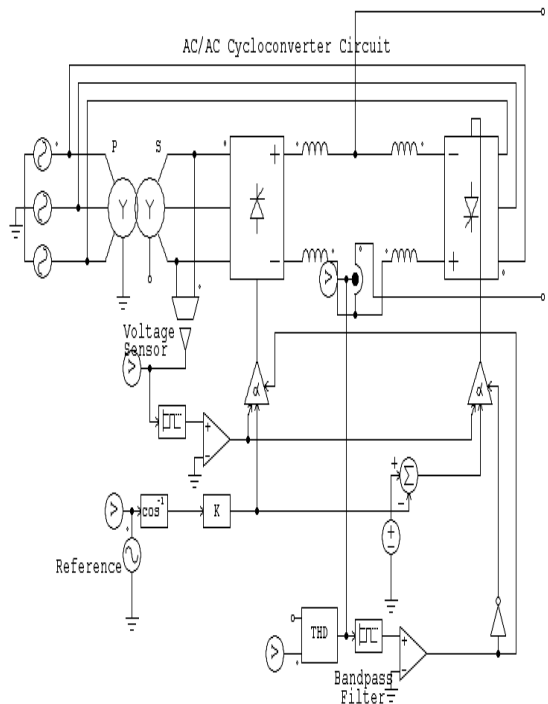 AC/AC Cycloconverter Circuit
P S
Y Y
+ −
− +
V
Voltage
Sensor
V
α α
+ −
+ −
Σ
V
cos⁻¹
K
+ −
Reference
THD
V
+ −
Bandpass
Filter